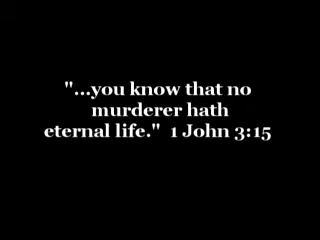 "...you know that no
murderer hath
eternal life."  1 John 3:15